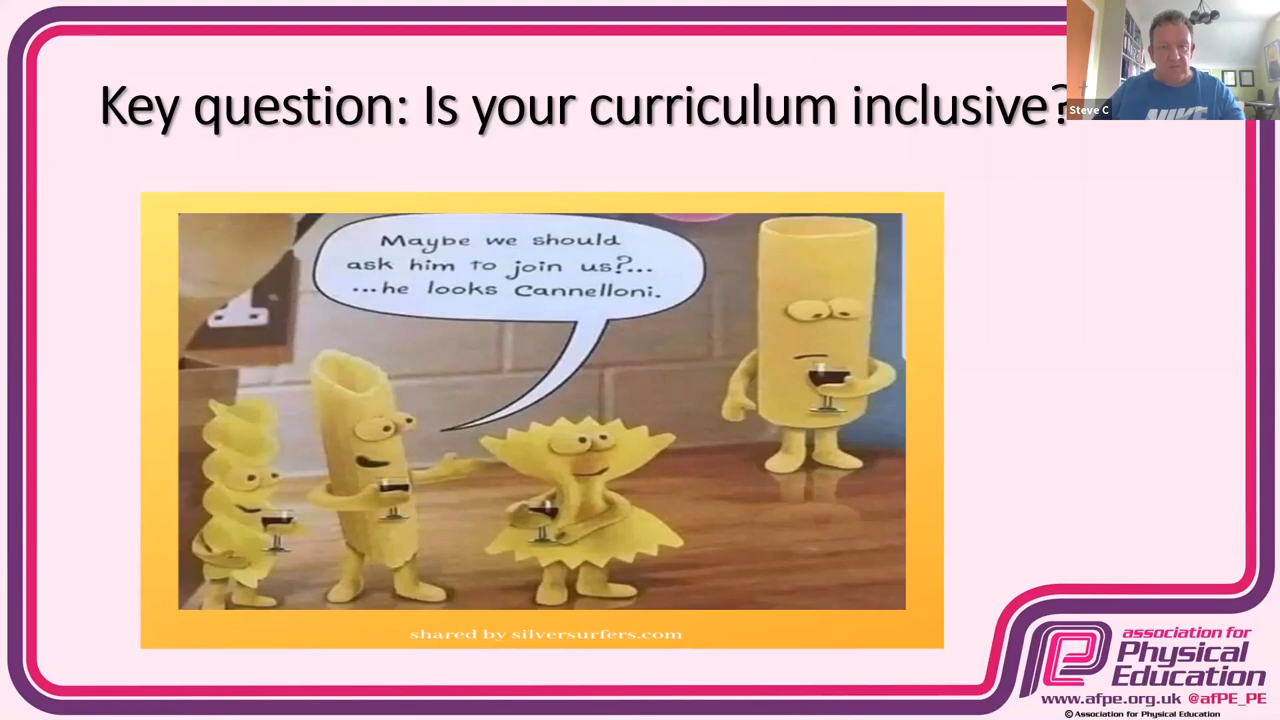 Key question: Is your curriculum inclusive?
Steve C
NIKE
Maybe we should
ask him to join us?...
...he looks Cannelloni.
shared by silversurfers.com
association for
Physical
Education
www.afpe.org.uk @afPE_PE
© Association for Physical Education